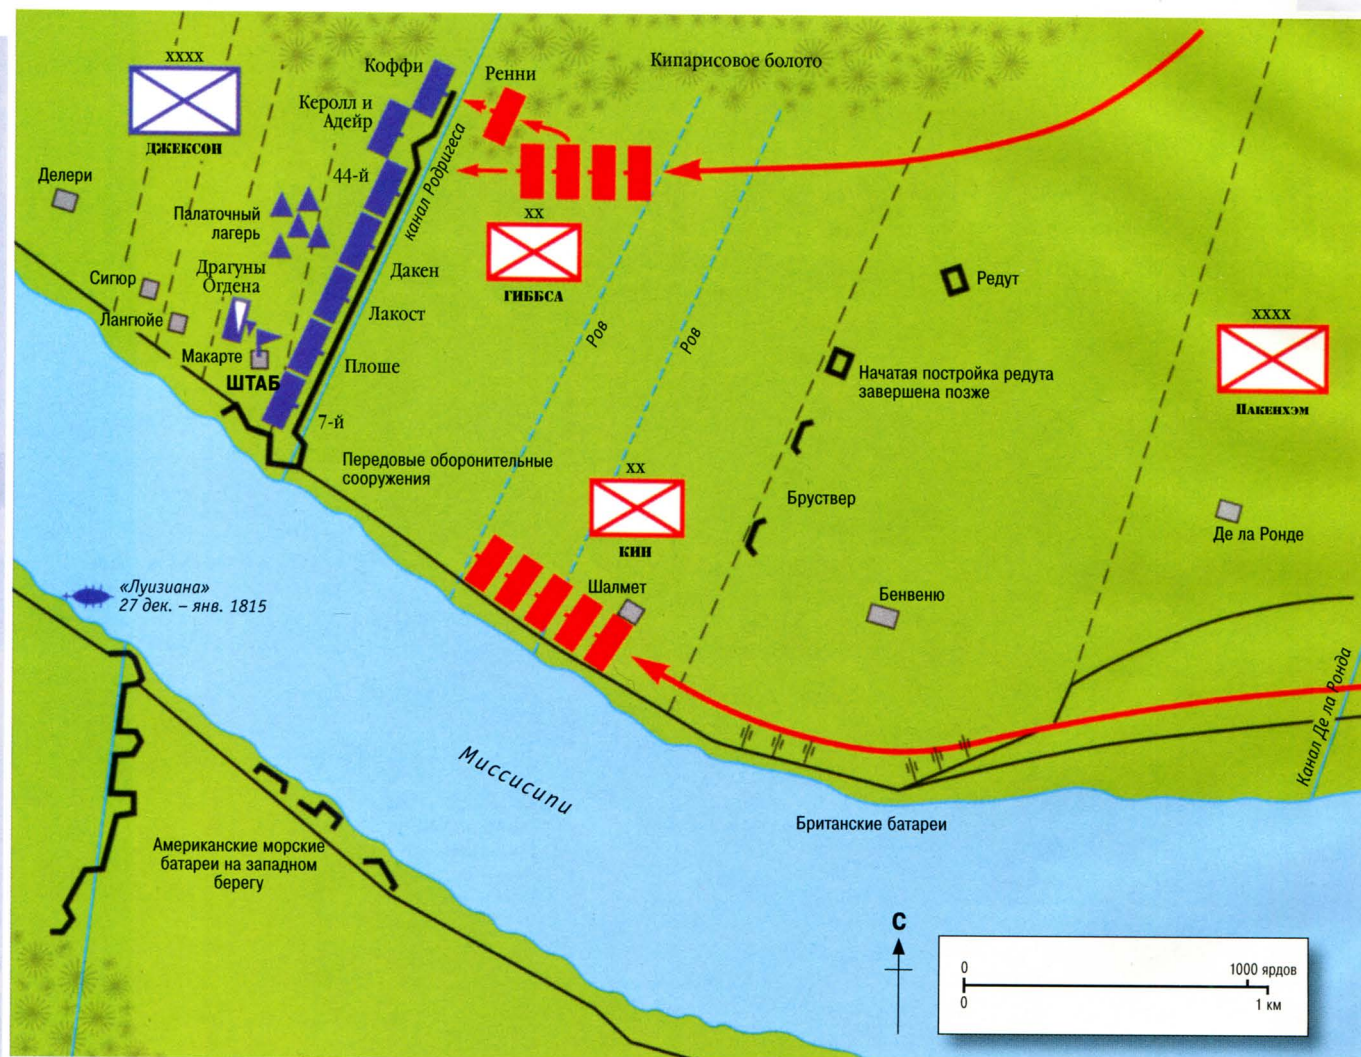 XXXX
ДЖЕКСОН
Коффи
Ренни
Кипарисовое болото
Керолл и
Адейр
44-й
канал Родригеса
Делери
Палаточный
лагерь
Драгуны
Огдена
Сигюр
Лангюйе
Макарте
ШТАБ
Дакен
Лакост
Плоше
7-й
XX
ГИББСА
Ров
Ров
Редут
Начатая постройка редута
завершена позже
XXXX
ПАКЕНХЭМ
Передовые оборонительные
сооружения
XX
КИН
Бруствер
Де ла Ронде
Шалмет
Бенвеню
«Луизиана»
27 дек. – янв. 1815
Канал Де ла Ронда
Миссисипи
Британские батареи
Американские морские
батареи на западном
берегу
С
0
1000 ярдов
0
1 км